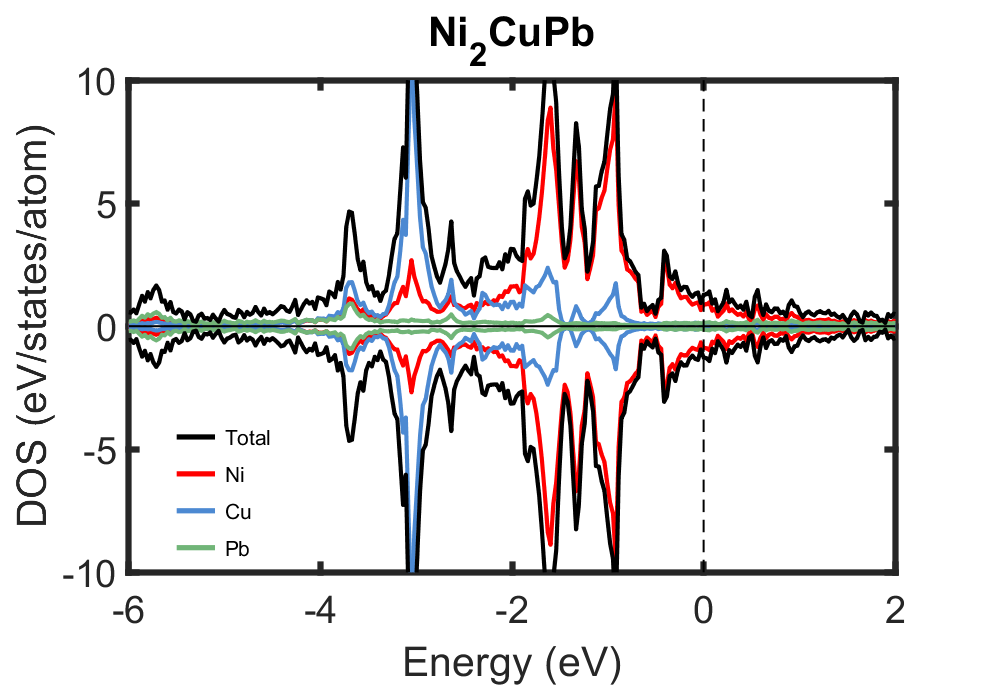 Ni₂CuPb
DOS (eV/states/atom)
10
5
0
-5
-10
Total
Ni
Cu
Pb
-6 -4 -2 0 2
Energy (eV)